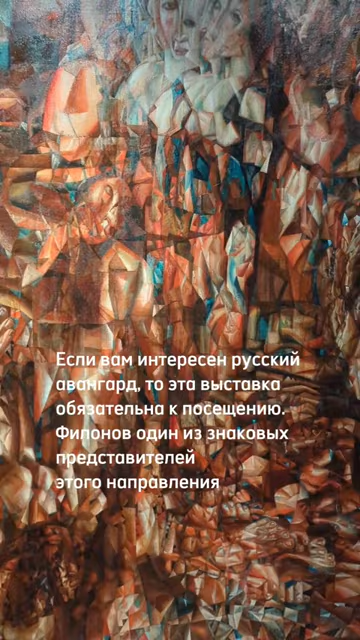 Если вам интересен русский
авангард, то эта выставка
обязательна к посещению.
Филонов один из знаковых
представителей
этого направления